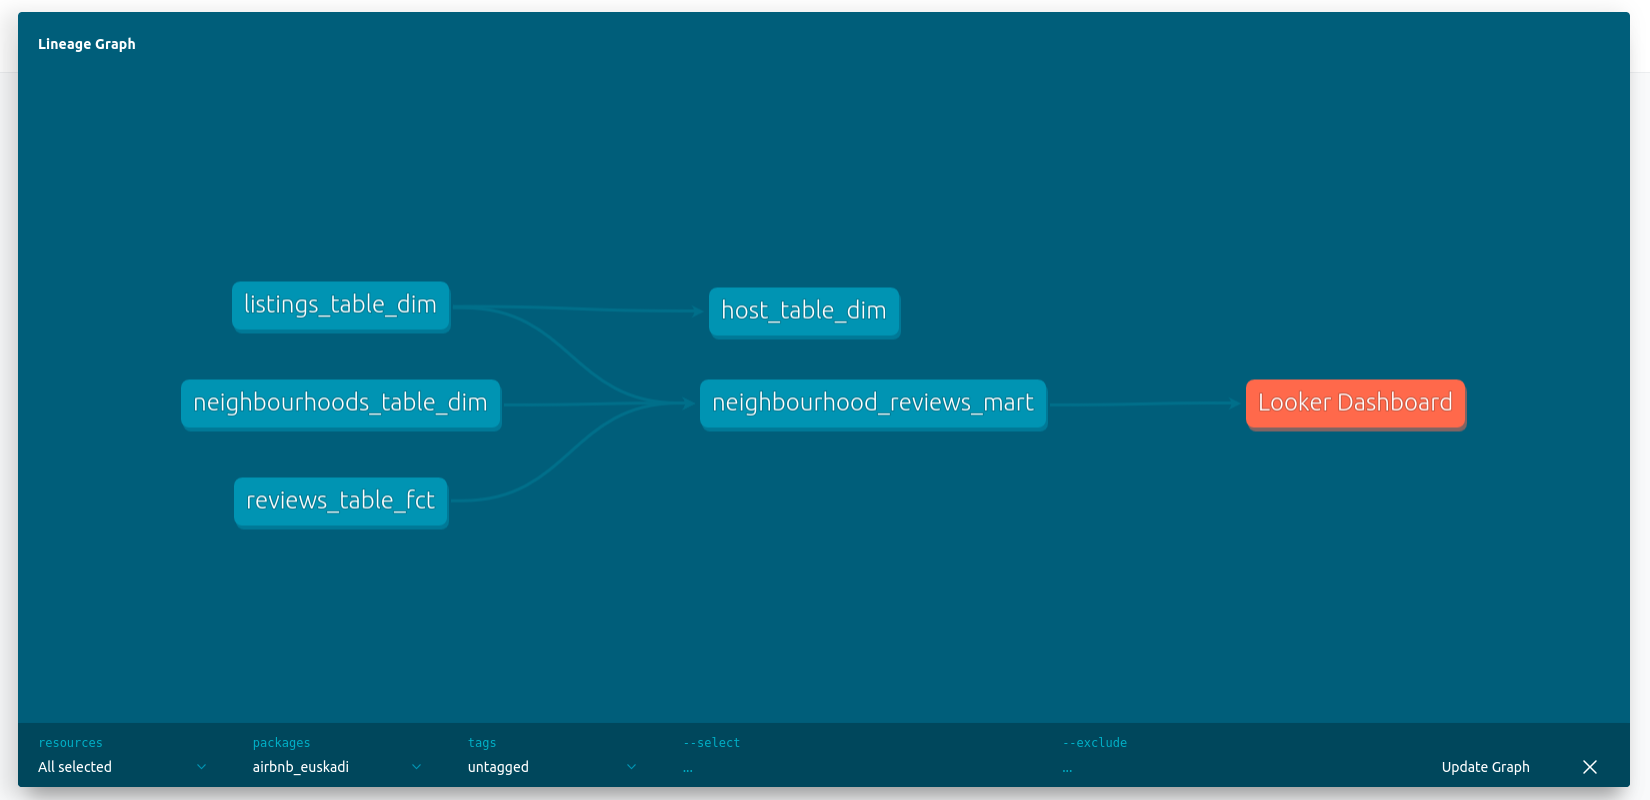 Lineage Graph
listings_table_dim
host_table_dim
neighbourhoods_table_dim
neighbourhood_reviews_mart
Looker Dashboard
reviews_table_fct
resources
All selected
packages
airbnb_euskadi
tags
untagged
--select
...
--exclude
...
Update Graph